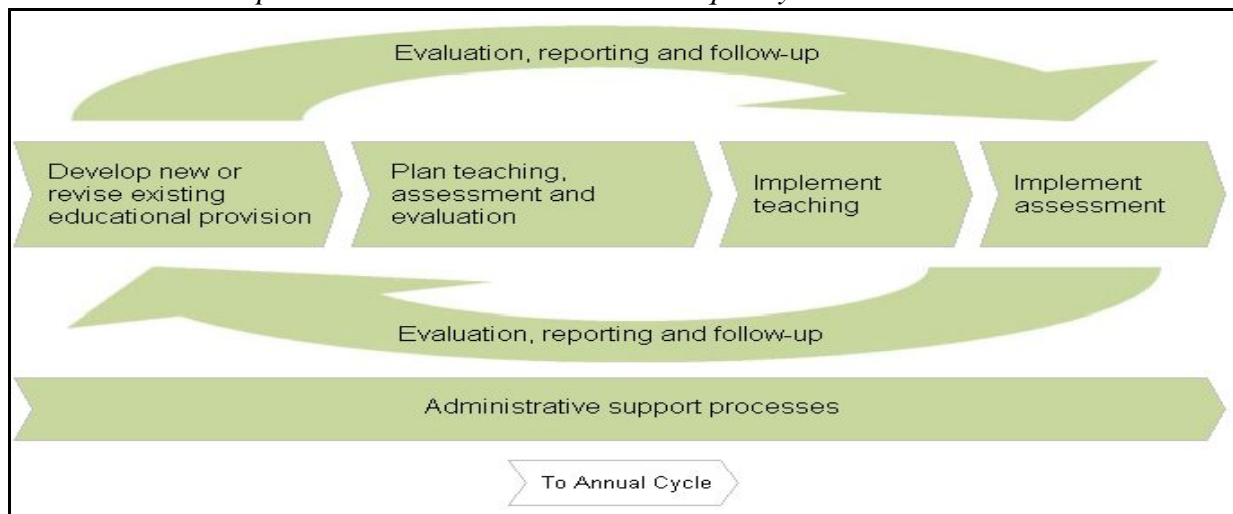 Evaluation, reporting and follow-up
Develop new or
revise existing
educational provision
Plan teaching,
assessment and
evaluation
Implement
teaching
Implement
assessment
Evaluation, reporting and follow-up
Administrative support processes
To Annual Cycle